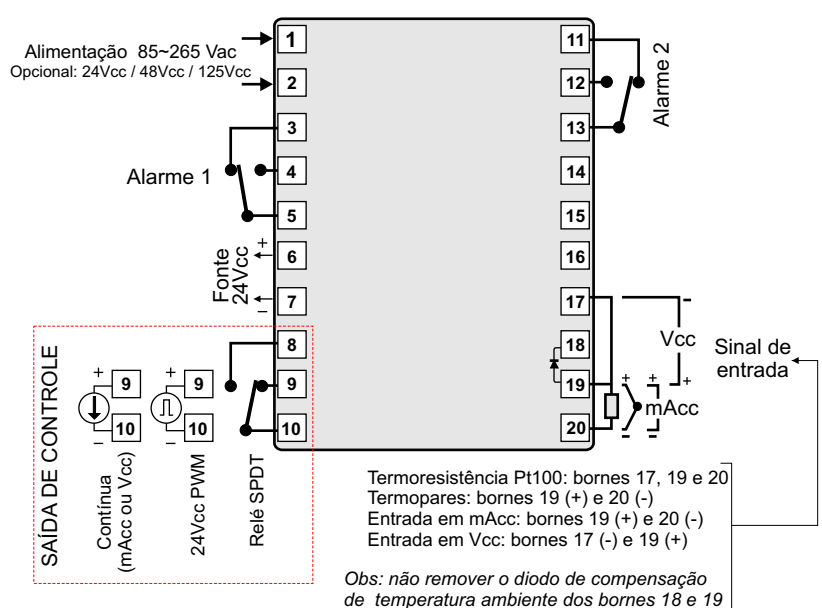 Alimentação 85~265 Vac
Opcional: 24Vcc / 48Vcc / 125Vcc
1
2
3
4
5
6
7
8
9
10
Alarme 1
+
Fonte
24Vcc
−
11
12
13
14
15
16
17
18
19
20
Alarme 2
-
Vcc
+
+
+
mAcc
-
-
Sinal de
entrada
SAÍDA DE CONTROLE
+
9
10
−
Contínua
(mAcc ou Vcc)
+
9
10
−
24Vcc PWM
Relé SPDT
Termoresistência Pt100: bornes 17, 19 e 20
Termopares: bornes 19 (+) e 20 (-)
Entrada em mAcc: bornes 19 (+) e 20 (-)
Entrada em Vcc: bornes 17 (-) e 19 (+)
Obs: não remover o diodo de compensação
de temperatura ambiente dos bornes 18 e 19